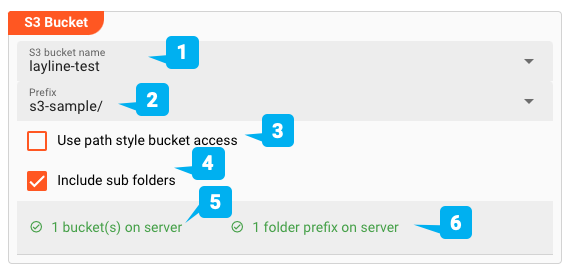 S3 Bucket
S3 bucket name
layline-test
1
Prefix
s3-sample/
2
Use path style bucket access
3
4
Include sub folders
5
1 bucket(s) on server
1 folder prefix on server
6